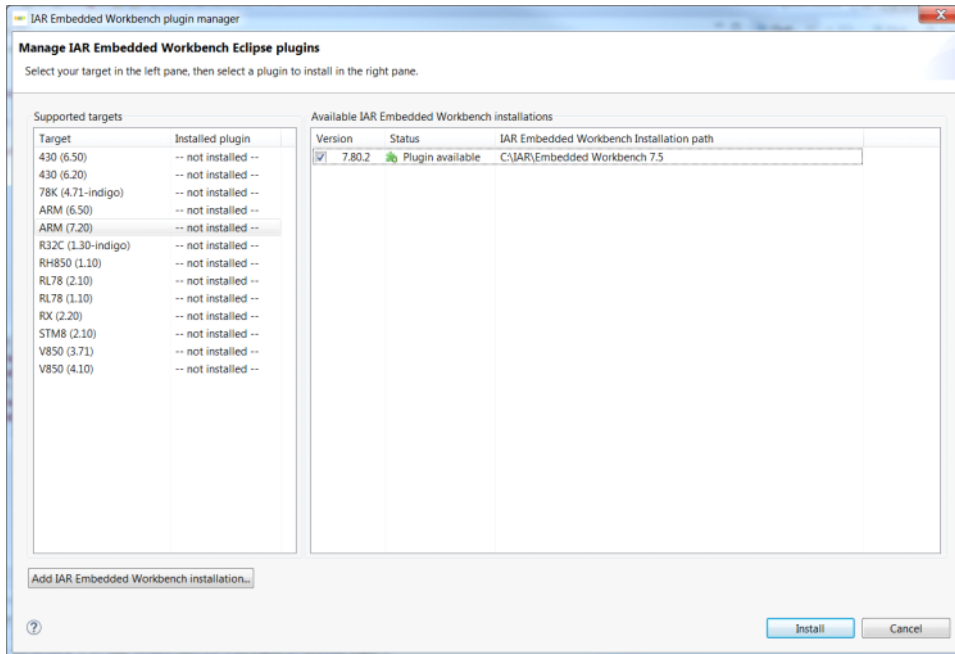 IAR Embedded Workbench plugin manager
Manage IAR Embedded Workbench Eclipse plugins
Select your target in the left pane, then select a plugin to install in the right pane.
Supported targets
Target Installed plugin
430 (6.50) -- not installed --
430 (6.20) -- not installed --
78K (4.71-indigo) -- not installed --
ARM (6.50) -- not installed --
ARM (7.20) -- not installed --
R32C (1.30-indigo) -- not installed --
RH850 (1.10) -- not installed --
RL78 (2.10) -- not installed --
RL78 (1.10) -- not installed --
RX (2.20) -- not installed --
STM8 (2.10) -- not installed --
V850 (3.71) -- not installed --
V850 (4.10) -- not installed --
Available IAR Embedded Workbench installations
Version Status IAR Embedded Workbench Installation path
7.80.2 Plugin available C:\IAR\Embedded Workbench 7.5
Add IAR Embedded Workbench installation...
Install Cancel